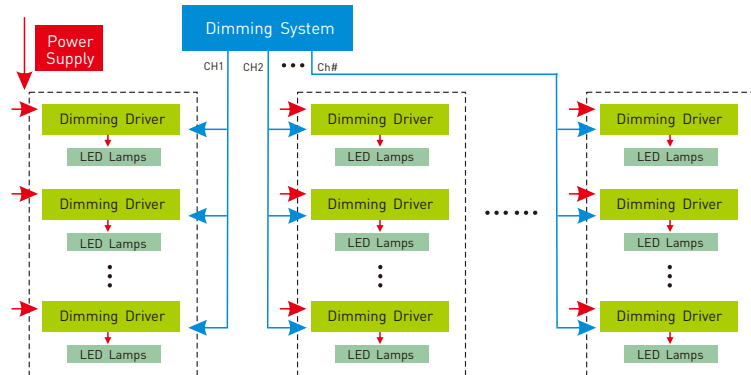 Dimming System
Power
Supply
CH1
CH2
Ch#
Dimming Driver
LED Lamps
Dimming Driver
LED Lamps
Dimming Driver
LED Lamps
Dimming Driver
LED Lamps
Dimming Driver
LED Lamps
Dimming Driver
LED Lamps
Dimming Driver
LED Lamps
Dimming Driver
LED Lamps
Dimming Driver
LED Lamps